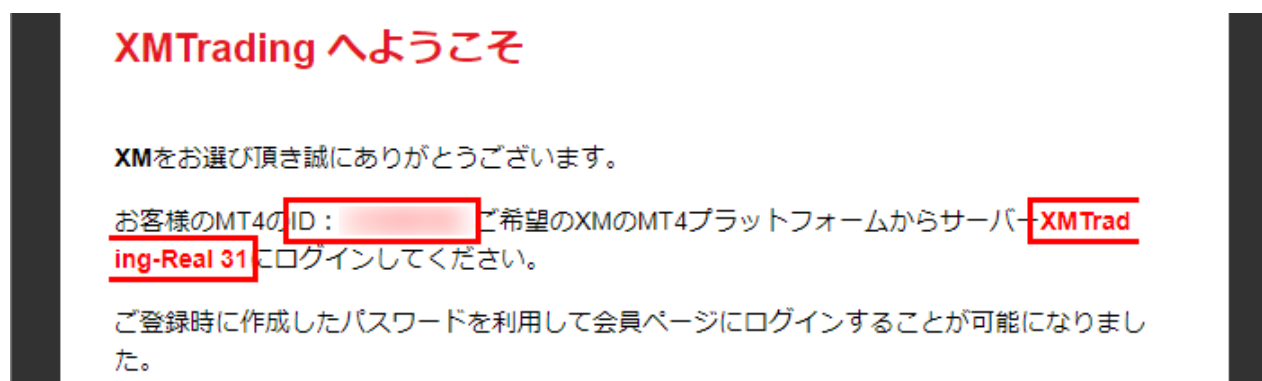 XMTrading へようこそ
XMをお選び頂き誠にありがとうございます。
お客様のMT4のID： ご希望のXMのMT4プラットフォームからサーバーXMTrad
ing-Real 31にログインしてください。
ご登録時に作成したパスワードを利用して会員ページにログインすることが可能になりまし
た。